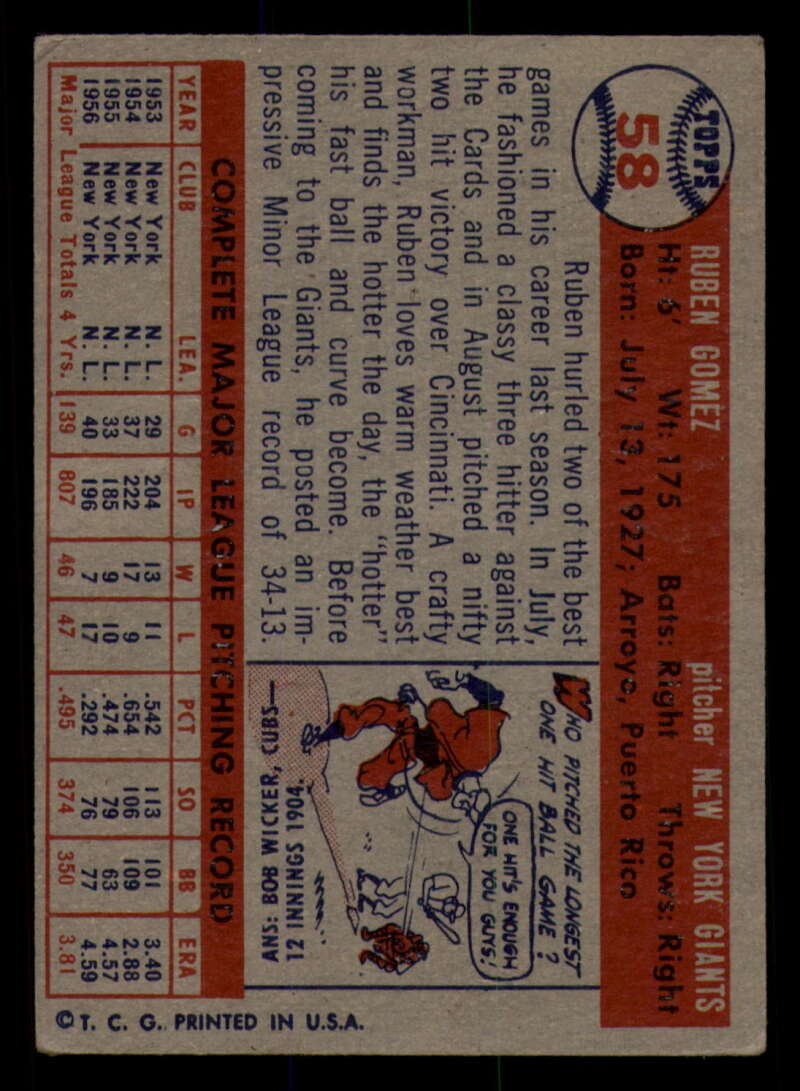 TOPPS
58
RUBEN GOMEZ pitcher NEW YORK GIANTS
Ht: 6' Wt: 175 Bats: Right Throws: Right
Born: July 13, 1927; Arroyo, Puerto Rico
Ruben hurled two of the best
games in his career last season. In July,
he fashioned a classy three hitter against
the Cards and in August pitched a nifty
two hit victory over Cincinnati. A crafty
workman, Ruben loves warm weather best
and finds the hotter the day, the "hotter"
his fast ball and curve become. Before
coming to the Giants, he posted an im-
pressive Minor League record of 34-13.
WHO PITCHED THE LONGEST
ONE HIT BALL GAME?
ONE HIT'S ENOUGH
FOR YOU GUYS!
ANS: BOB WICKER, CUBS—
12 INNINGS 1904.
COMPLETE MAJOR LEAGUE PITCHING RECORD
YEAR CLUB LEA. G IP W L PCT SO BB ERA
1953 New York N. L. 29 204 13 11 .542 113 101 3.40
1954 New York N. L. 37 222 17 9 .654 106 109 2.88
1955 New York N. L. 33 185 9 10 .474 79 63 4.57
1956 New York N. L. 40 196 7 17 .292 76 77 4.59
Major League Totals 4 Yrs. 139 807 46 47 .495 374 350 3.81
© T. C. G. PRINTED IN U.S.A.